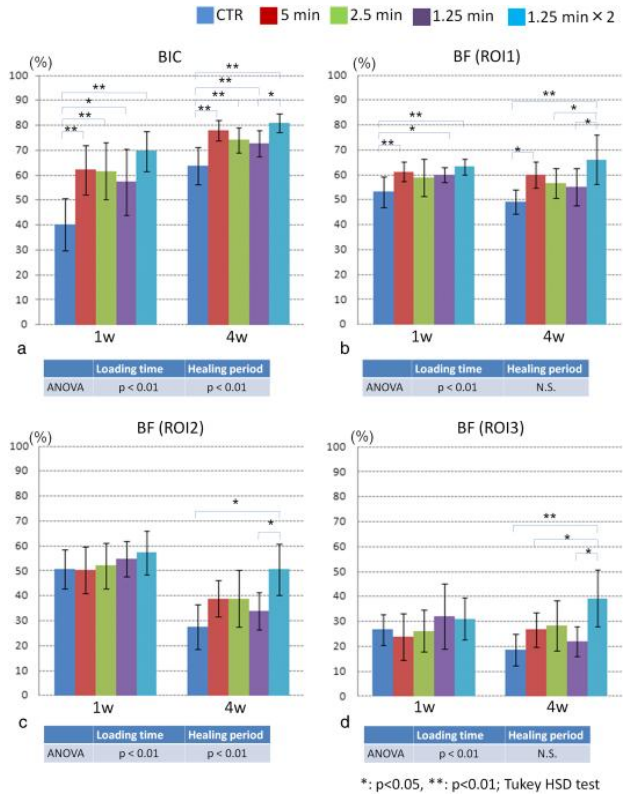 CTR 5 min 2.5 min 1.25 min 1.25 min × 2
(%) BIC
100
90
80
70
60
50
40
30
20
10
0
** * ** **
** ** ** ** *
1w 4w
a
Loading time Healing period
ANOVA p < 0.01 p < 0.01
(%) BF (ROI1)
100
90
80
70
60
50
40
30
20
10
0
** * **
** * * *
1w 4w
b
Loading time Healing period
ANOVA p < 0.01 N.S.
(%) BF (ROI2)
100
90
80
70
60
50
40
30
20
10
0
* *
1w 4w
c
Loading time Healing period
ANOVA p < 0.01 p < 0.01
(%) BF (ROI3)
100
90
80
70
60
50
40
30
20
10
0
** * *
1w 4w
d
Loading time Healing period
ANOVA p < 0.01 N.S.
*: p<0.05, **: p<0.01; Tukey HSD test